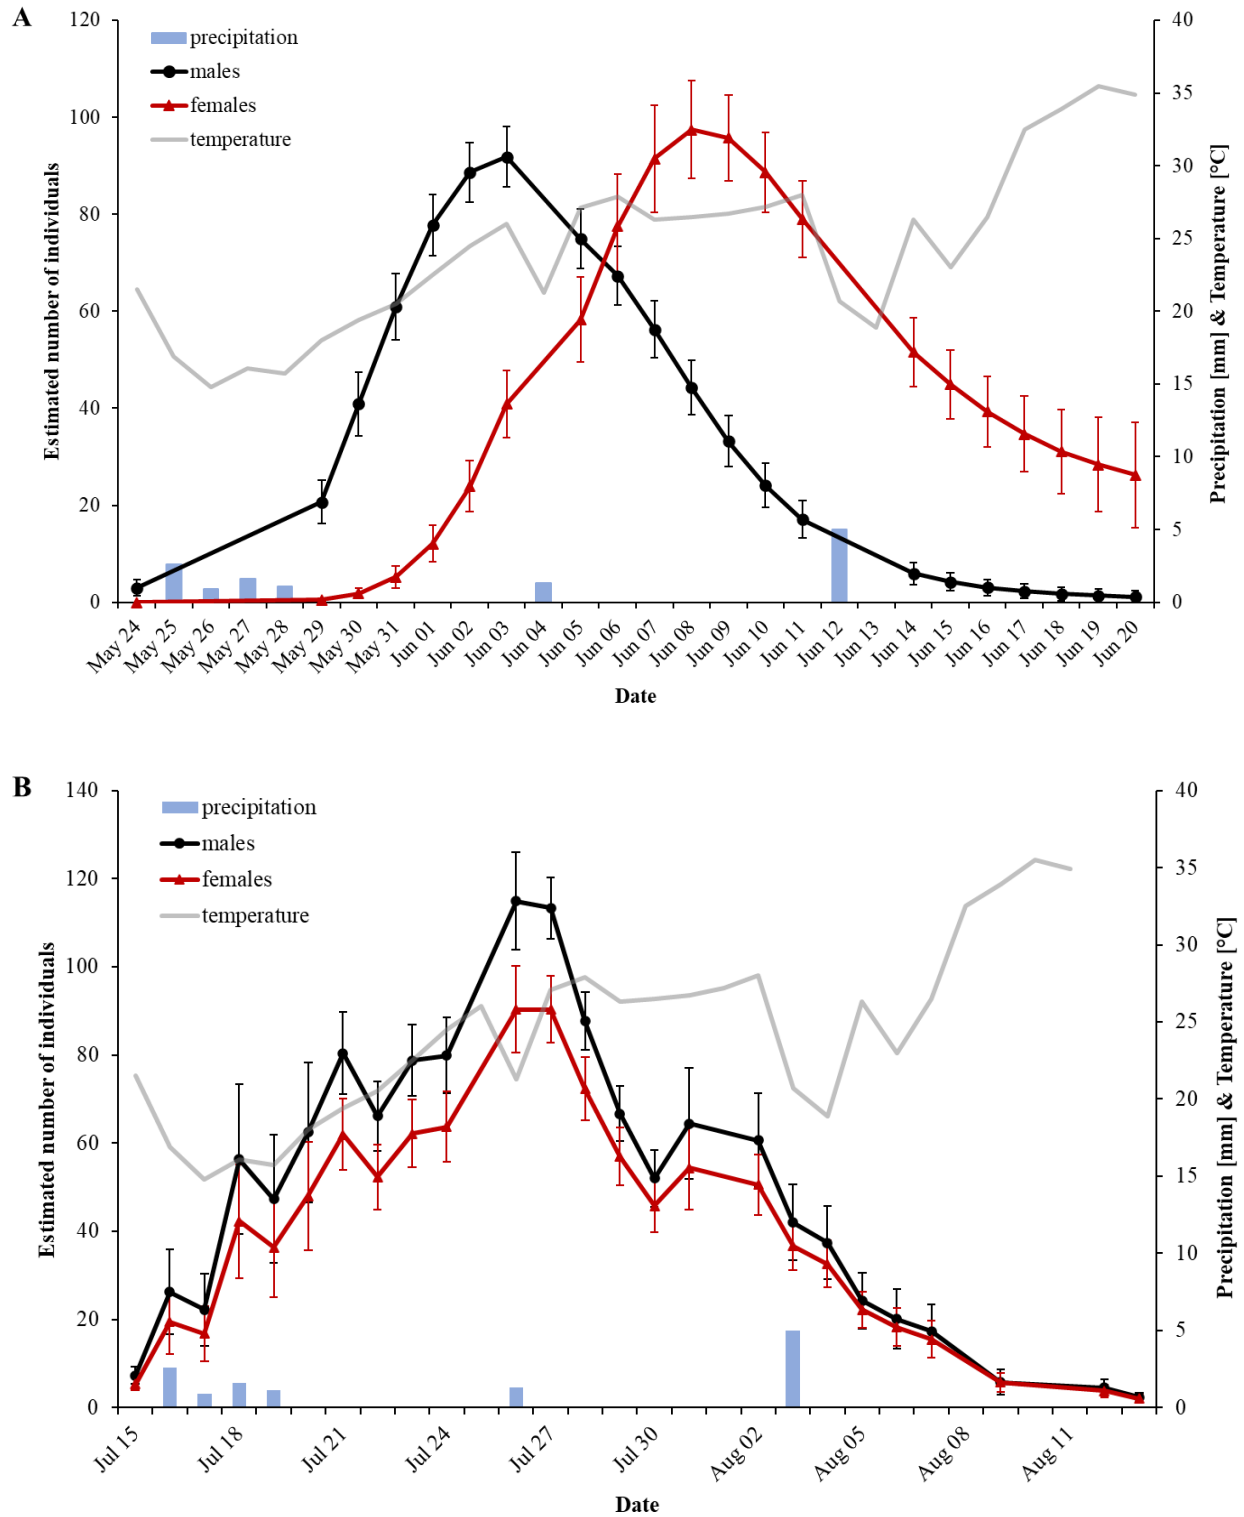 A
precipitation
males
females
temperature
120
100
80
60
40
20
0
40
35
30
25
20
15
10
5
0
Estimated number of individuals
Precipitation [mm] & Temperature [°C]
May 24
May 25
May 26
May 27
May 28
May 29
May 30
May 31
Jun 01
Jun 02
Jun 03
Jun 04
Jun 05
Jun 06
Jun 07
Jun 08
Jun 09
Jun 10
Jun 11
Jun 12
Jun 13
Jun 14
Jun 15
Jun 16
Jun 17
Jun 18
Jun 19
Jun 20
Date
B
precipitation
males
females
temperature
140
120
100
80
60
40
20
0
40
35
30
25
20
15
10
5
0
Estimated number of individuals
Precipitation [mm] & Temperature [°C]
Jul 15
Jul 18
Jul 21
Jul 24
Jul 27
Jul 30
Aug 02
Aug 05
Aug 08
Aug 11
Date